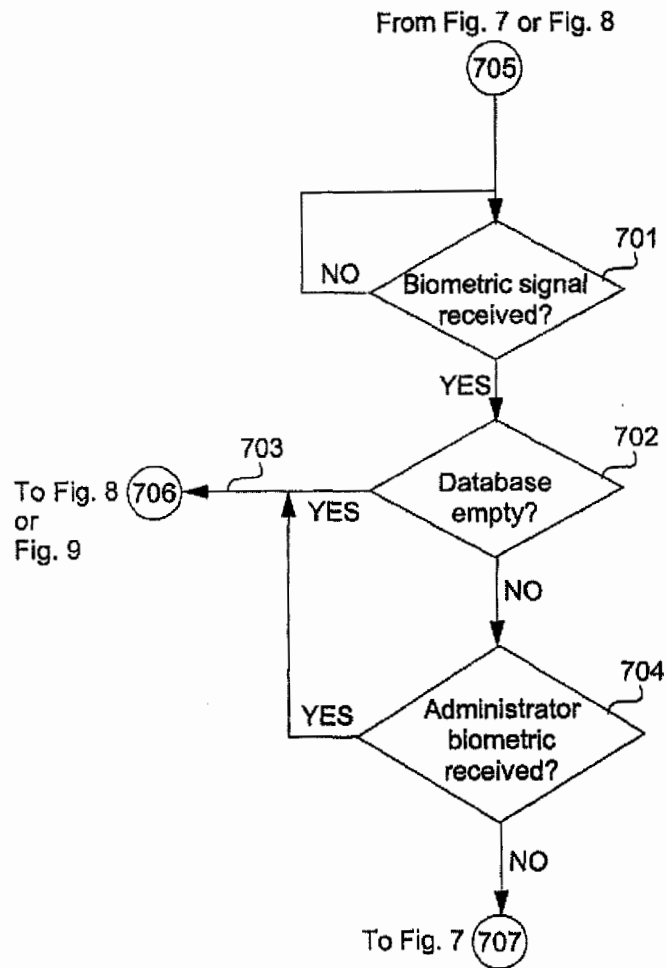 From Fig. 7 or Fig. 8
705
701
NO
Biometric signal
received?
YES
703
702
To Fig. 8
or
Fig. 9
706
YES
Database
empty?
NO
704
YES
Administrator
biometric
received?
NO
To Fig. 7
707